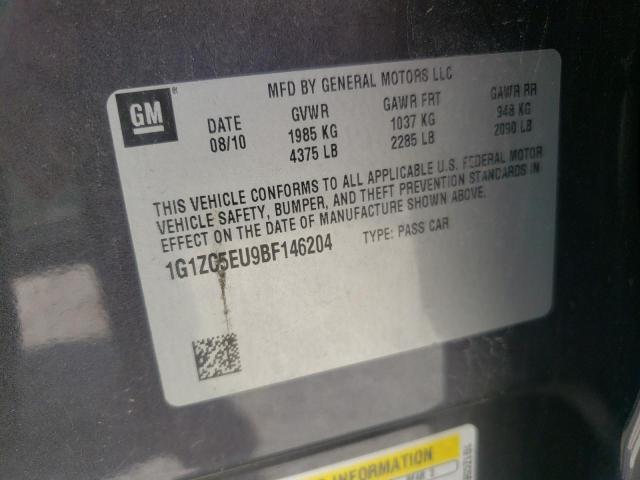 GM
MFD BY GENERAL MOTORS LLC
DATE GVWR GAWR FRT GAWR RR
08/10 1985 KG 1037 KG 948 KG
4375 LB 2285 LB 2090 LB
THIS VEHICLE CONFORMS TO ALL APPLICABLE U.S. FEDERAL MOTOR
VEHICLE SAFETY, BUMPER, AND THEFT PREVENTION STANDARDS IN
EFFECT ON THE DATE OF MANUFACTURE SHOWN ABOVE.
1G1ZC5EU9BF146204 TYPE: PASS CAR
INFORMATION